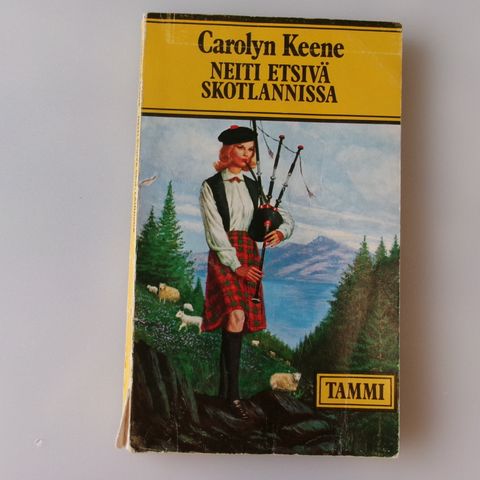 Carolyn Keene
NEITI ETSIVÄ
SKOTLANNISSA
TAMMI